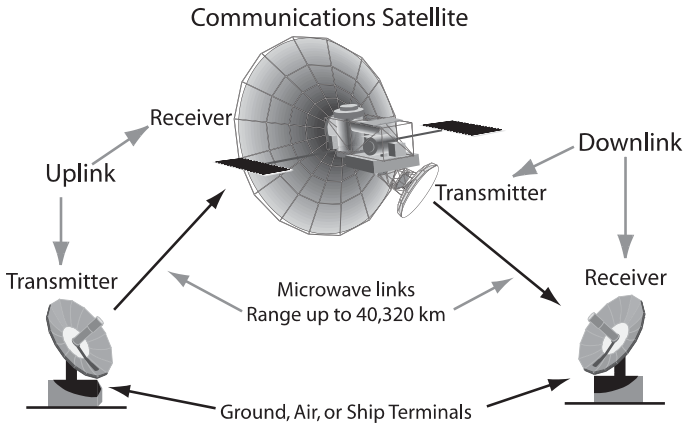 Communications Satellite
Receiver
Downlink
Uplink
Transmitter
Transmitter
Receiver
Microwave links
Range up to 40,320 km
Ground, Air, or Ship Terminals